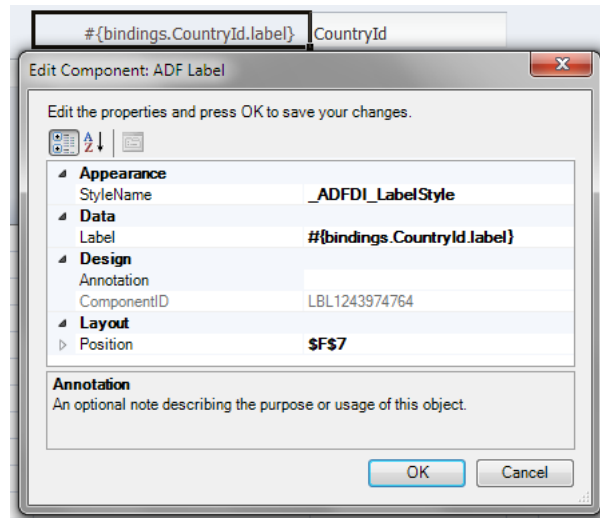 #{bindings.CountryId.label} CountryId
Edit Component: ADF Label
Edit the properties and press OK to save your changes.
Appearance
StyleName _ADFDI_LabelStyle
Data
Label #{bindings.CountryId.label}
Design
Annotation
ComponentID LBL1243974764
Layout
Position $F$7
Annotation
An optional note describing the purpose or usage of this object.
OK Cancel